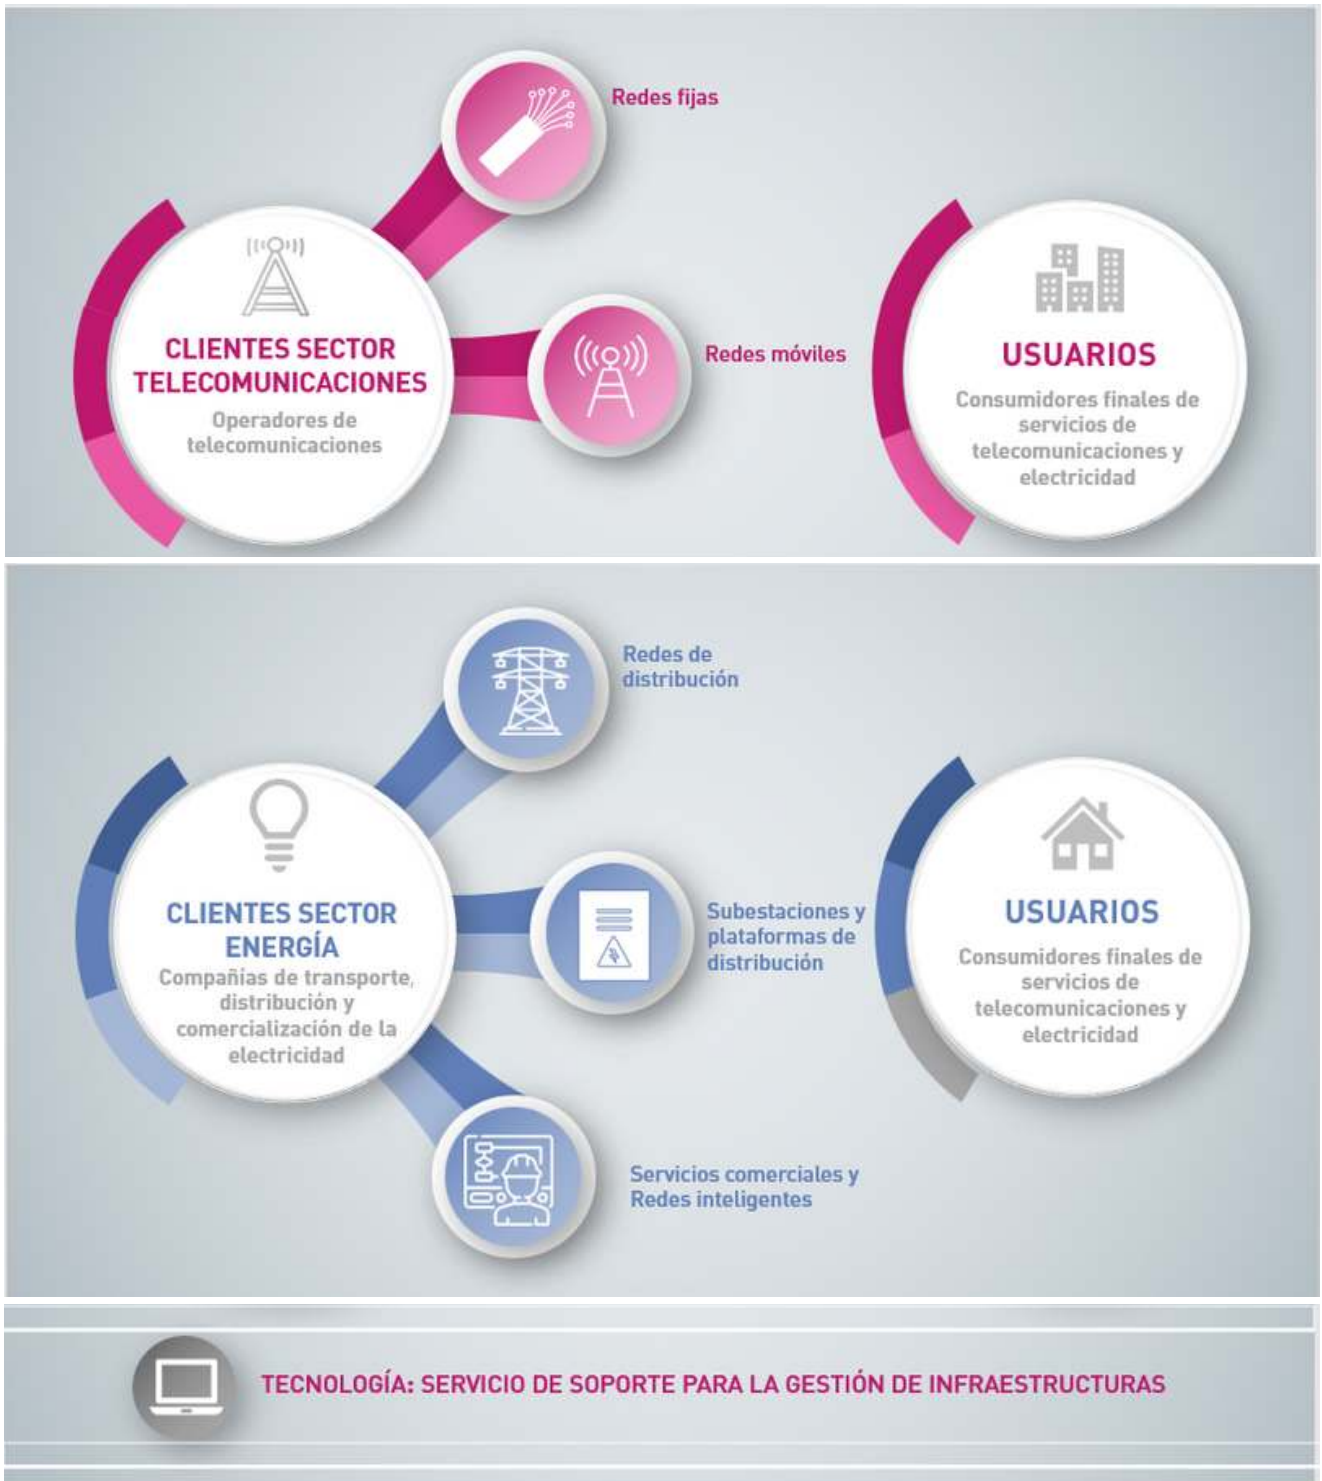 Redes fijas
CLIENTES SECTOR
TELECOMUNICACIONES
Operadores de
telecomunicaciones
Redes móviles
USUARIOS
Consumidores finales de
servicios de
telecomunicaciones y
electricidad
Redes de
distribución
CLIENTES SECTOR
ENERGÍA
Compañias de transporte,
distribución y
comercialización de la
electricidad
Subestaciones y
plataformas de
distribución
Servicios comerciales y
Redes inteligentes
USUARIOS
Consumidores finales de
servicios de
telecomunicaciones y
electricidad
TECNOLOGÍA: SERVICIO DE SOPORTE PARA LA GESTIÓN DE INFRAESTRUCTURAS